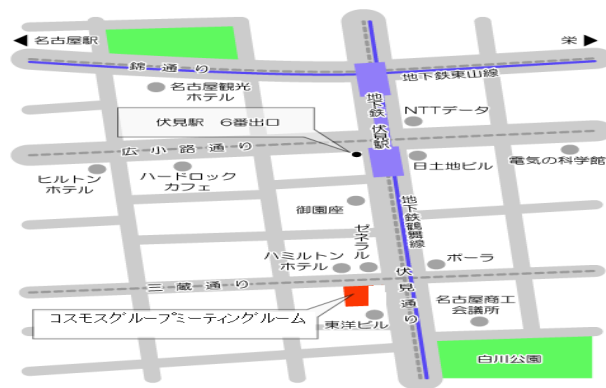 名古屋駅
栄
錦通り
地下鉄東山線
名古屋観光
ホテル
地下鉄 伏見駅
NTTデータ
伏見駅 6番出口
広小路通り
ヒルトン
ホテル
ハードロック
カフェ
日土地ビル
電気の科学館
御園座
地下鉄鶴舞線
ゼネラル
ハミルトン
ホテル
ポーラ
三蔵通り
伏見通り
コスモスグループミーティングルーム
東洋ビル
名古屋商工
会議所
白川公園